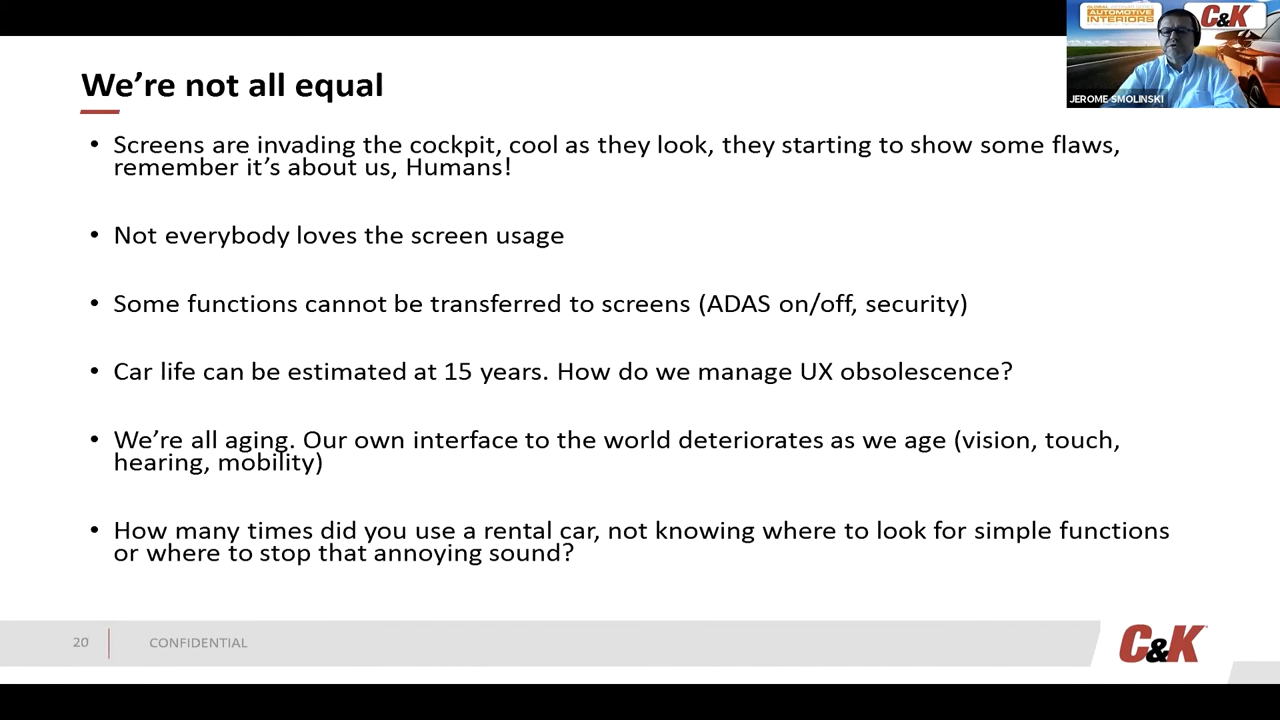 We’re not all equal
• Screens are invading the cockpit, cool as they look, they starting to show some flaws,
remember it’s about us, Humans!
• Not everybody loves the screen usage
• Some functions cannot be transferred to screens (ADAS on/off, security)
• Car life can be estimated at 15 years. How do we manage UX obsolescence?
• We’re all aging. Our own interface to the world deteriorates as we age (vision, touch,
hearing, mobility)
• How many times did you use a rental car, not knowing where to look for simple functions
or where to stop that annoying sound?
20
CONFIDENTIAL
C&K
AUTOMOTIVE
INTERIORS
C&K
JEROME SMOLINSKI